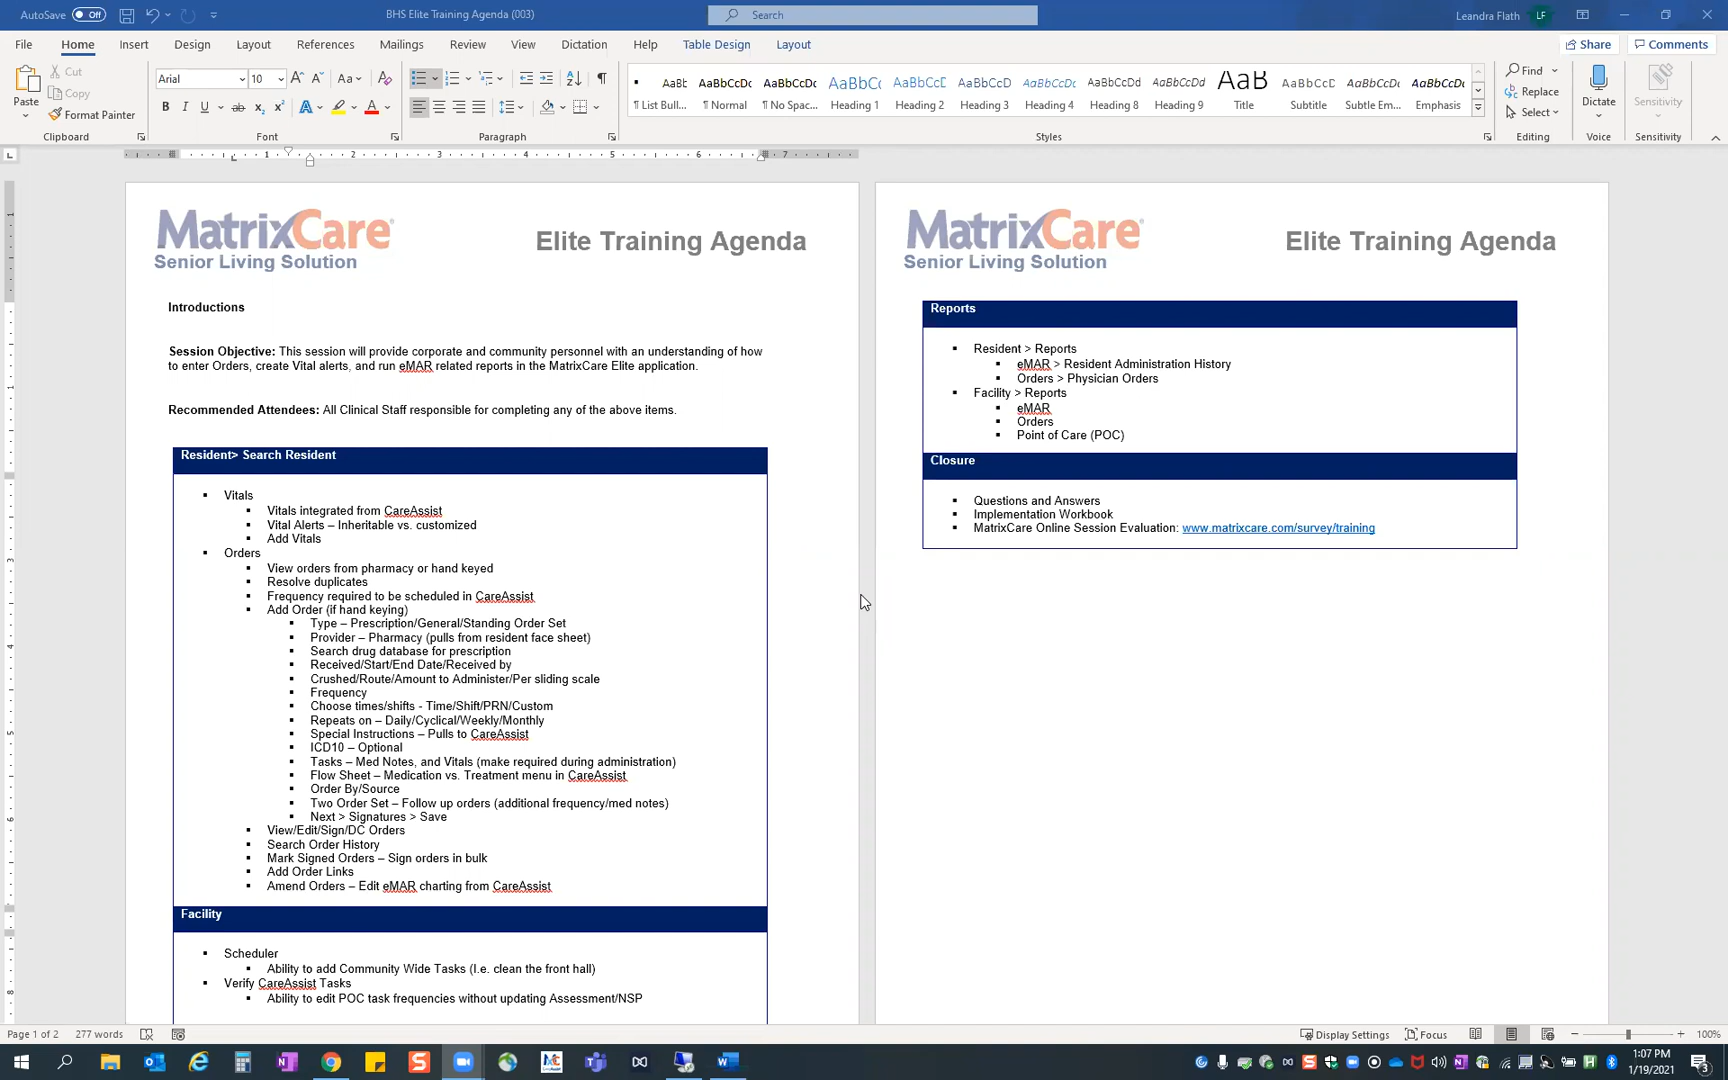 AutoSave Off
BHS Elite Training Agenda (003)
Search
Leandra Flath LF
File Home Insert Design Layout References Mailings Review View Dictation Help Table Design Layout Share Comments
Paste
Cut
Copy
Format Painter
Clipboard
Arial 10
Font
Paragraph
AaBb ¶ List Bull...
AaBbCcDd ¶ Normal
AaBbCcDd ¶ No Spac...
AaBbCc Heading 1
AaBbCcD Heading 2
AaBbCcD Heading 3
AaBbCcD Heading 4
AaBbCcDd Heading 8
AaBbCcDd Heading 9
AaB Title
AaBbCcD Subtitle
AaBbCcDd Subtle Em...
AaBbCcDd Emphasis
Styles
Find
Replace
Select
Editing
Dictate
Voice
Sensitivity
Sensitivity
MatrixCare®
Senior Living Solution
Elite Training Agenda
Introductions
Session Objective: This session will provide corporate and community personnel with an understanding of how
to enter Orders, create Vital alerts, and run eMAR related reports in the MatrixCare Elite application.
Recommended Attendees: All Clinical Staff responsible for completing any of the above items.
Resident> Search Resident
▪ Vitals
▪ Vitals integrated from CareAssist
▪ Vital Alerts – Inheritable vs. customized
▪ Add Vitals
▪ Orders
▪ View orders from pharmacy or hand keyed
▪ Resolve duplicates
▪ Frequency required to be scheduled in CareAssist
▪ Add Order (if hand keying)
▪ Type – Prescription/General/Standing Order Set
▪ Provider – Pharmacy (pulls from resident face sheet)
▪ Search drug database for prescription
▪ Received/Start/End Date/Received by
▪ Crushed/Route/Amount to Administer/Per sliding scale
▪ Frequency
▪ Choose times/shifts - Time/Shift/PRN/Custom
▪ Repeats on – Daily/Cyclical/Weekly/Monthly
▪ Special Instructions – Pulls to CareAssist
▪ ICD10 – Optional
▪ Tasks – Med Notes, and Vitals (make required during administration)
▪ Flow Sheet – Medication vs. Treatment menu in CareAssist
▪ Order By/Source
▪ Two Order Set – Follow up orders (additional frequency/med notes)
▪ Next > Signatures > Save
▪ View/Edit/Sign/DC Orders
▪ Search Order History
▪ Mark Signed Orders – Sign orders in bulk
▪ Add Order Links
▪ Amend Orders – Edit eMAR charting from CareAssist
Facility
▪ Scheduler
▪ Ability to add Community Wide Tasks (I.e. clean the front hall)
▪ Verify CareAssist Tasks
▪ Ability to edit POC task frequencies without updating Assessment/NSP
MatrixCare®
Senior Living Solution
Elite Training Agenda
Reports
▪ Resident > Reports
▪ eMAR > Resident Administration History
▪ Orders > Physician Orders
▪ Facility > Reports
▪ eMAR
▪ Orders
▪ Point of Care (POC)
Closure
▪ Questions and Answers
▪ Implementation Workbook
▪ MatrixCare Online Session Evaluation: www.matrixcare.com/survey/training
Page 1 of 2 277 words
Display Settings Focus
100%
1:07 PM
1/19/2021